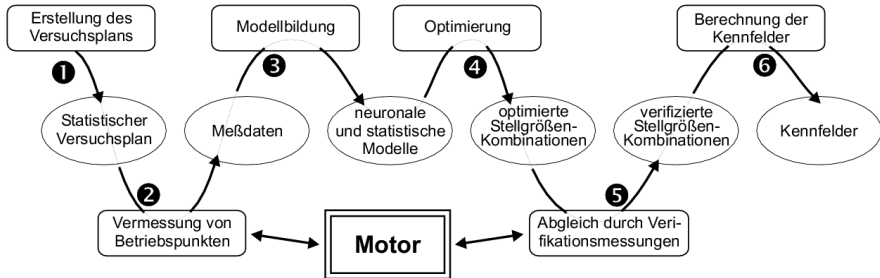 Erstellung des
Versuchsplans
❶
Statistischer
Versuchsplan
❷
Vermessung von
Betriebspunkten
Meßdaten
Modellbildung
❸
neuronale
und statistische
Modelle
Optimierung
❹
optimierte
Stellgrößen-
Kombinationen
❺
Abgleich durch Veri-
fikationsmessungen
Motor
verifizierte
Stellgrößen-
Kombinationen
Berechnung der
Kennfelder
❻
Kennfelder